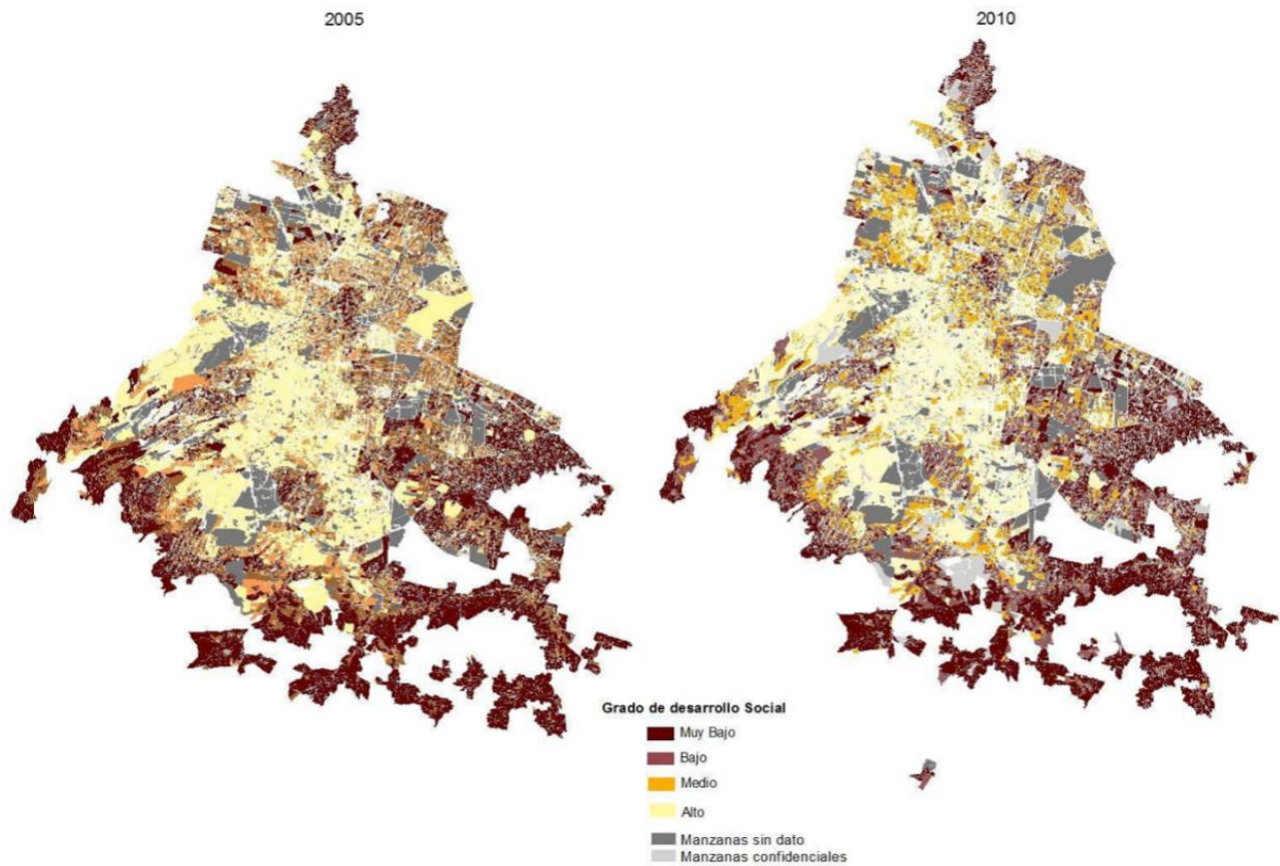 2005
2010
Grado de desarrollo Social
Muy Bajo
Bajo
Medio
Alto
Manzanas sin dato
Manzanas confidenciales